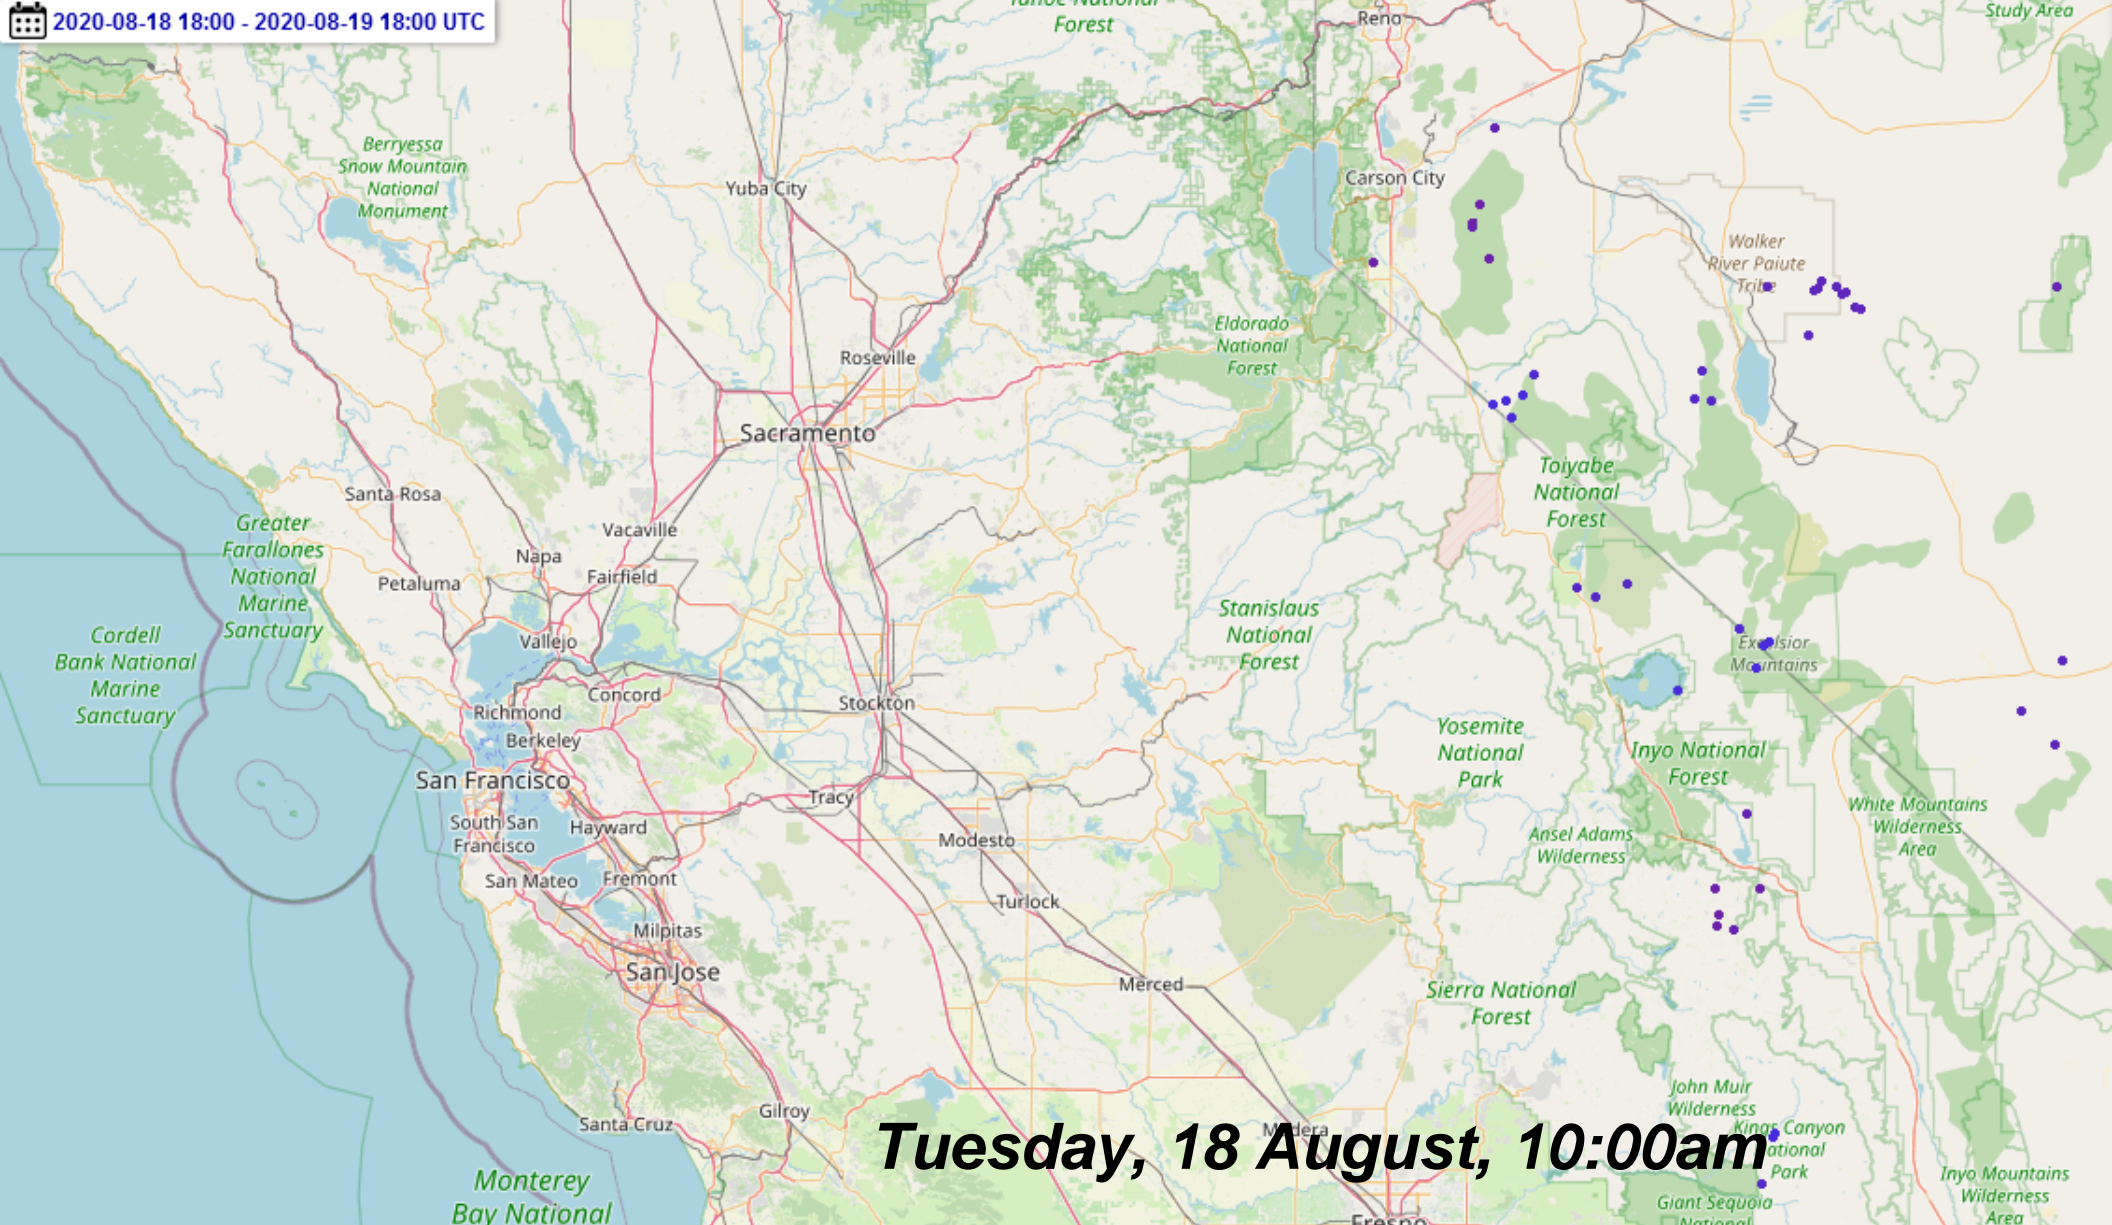 2020-08-18 18:00 - 2020-08-19 18:00 UTC
Tahoe National
Forest
Reno
Study Area
Berryessa
Snow Mountain
National
Monument
Yuba City
Carson City
Walker
River Paiute
Tribe
Eldorado
National
Forest
Roseville
Sacramento
Toiyabe
National
Forest
Santa Rosa
Greater
Farallones
National
Marine
Sanctuary
Vacaville
Napa
Fairfield
Petaluma
Cordell
Bank National
Marine
Sanctuary
Vallejo
Stanislaus
National
Forest
Excelsior
Mountains
Concord
Stockton
Richmond
Berkeley
Yosemite
National
Park
Inyo National
Forest
San Francisco
Tracy
South San
Francisco
Hayward
Modesto
Ansel Adams
Wilderness
White Mountains
Wilderness
Area
San Mateo
Fremont
Turlock
Milpitas
San Jose
Merced
Sierra National
Forest
John Muir
Wilderness
Gilroy
Santa Cruz
Madera
Kings Canyon
National
Park
Tuesday, 18 August, 10:00am
Monterey
Bay National
Inyo Mountains
Wilderness
Area
Giant Sequoia
National
Fresno